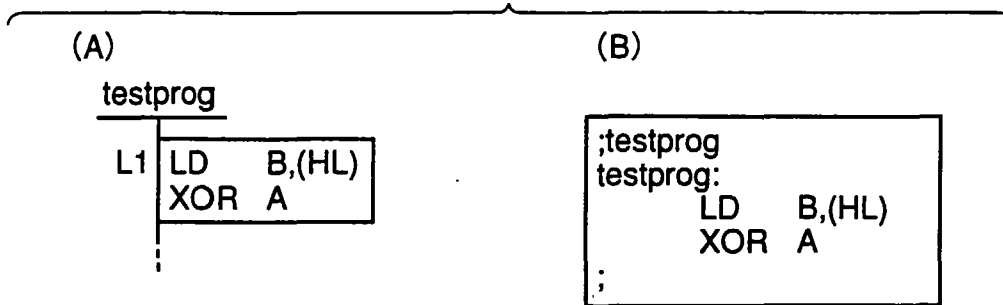 (A)
testprog
L1 LD B,(HL)
XOR A
(B)
;testprog
testprog:
LD B,(HL)
XOR A
;